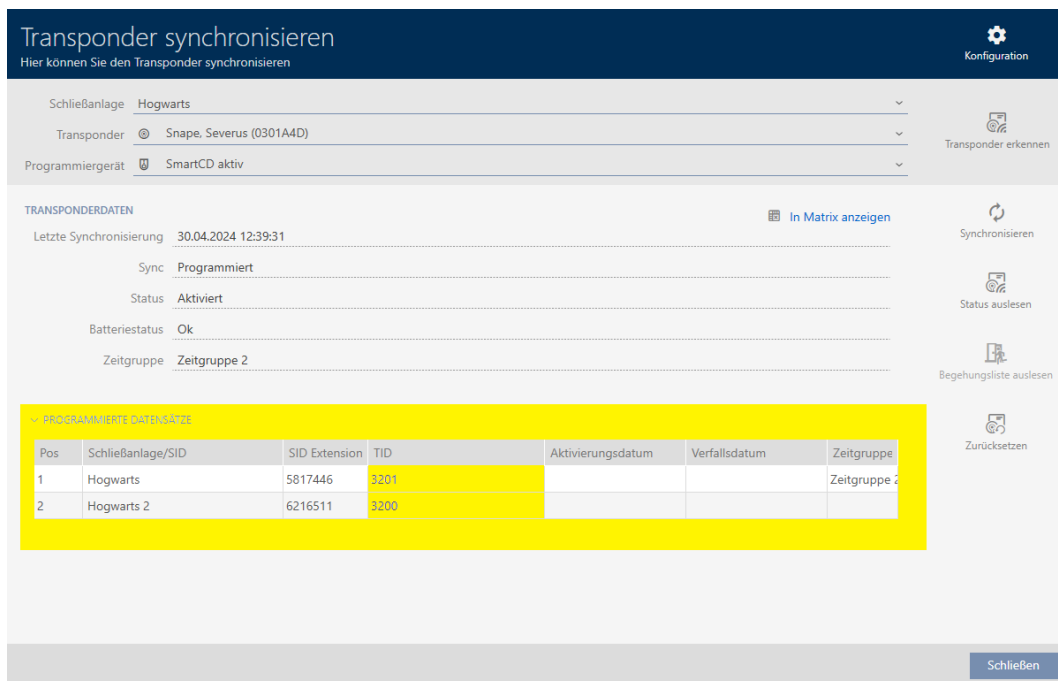 Transponder synchronisieren
Hier können Sie den Transponder synchronisieren
Konfiguration
Schließanlage Hogwarts
Transponder Snape, Severus (0301A4D)
Programmiergerät SmartCD aktiv
Transponder erkennen
TRANSPONDERDATEN
In Matrix anzeigen
Letzte Synchronisierung 30.04.2024 12:39:31
Sync Programmiert
Status Aktiviert
Batteriestatus Ok
Zeitgruppe Zeitgruppe 2
Synchronisieren
Status auslesen
Begehungsliste auslesen
Zurücksetzen
PROGRAMMIERTE DATENSÄTZE
Pos Schließanlage/SID SID Extension TID Aktivierungsdatum Verfallsdatum Zeitgruppe
1 Hogwarts 5817446 3201 Zeitgruppe 2
2 Hogwarts 2 6216511 3200
Schließen